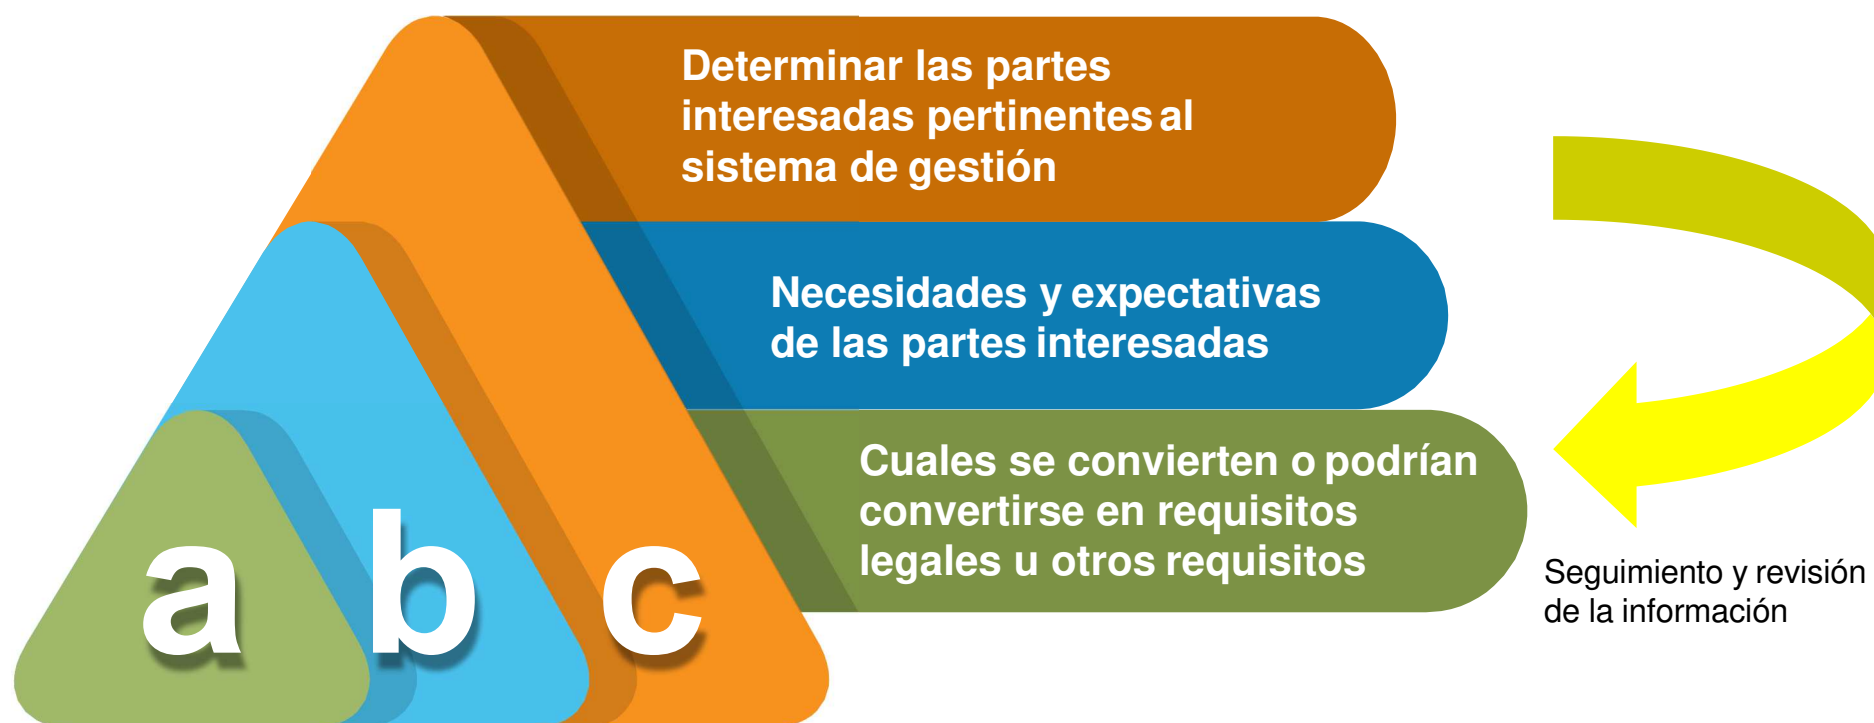 Determinar las partes
interesadas pertinentes al
sistema de gestión
Necesidades y expectativas
de las partes interesadas
Cuales se convierten o podrían
convertirse en requisitos
legales u otros requisitos
a b c
Seguimiento y revisión
de la información